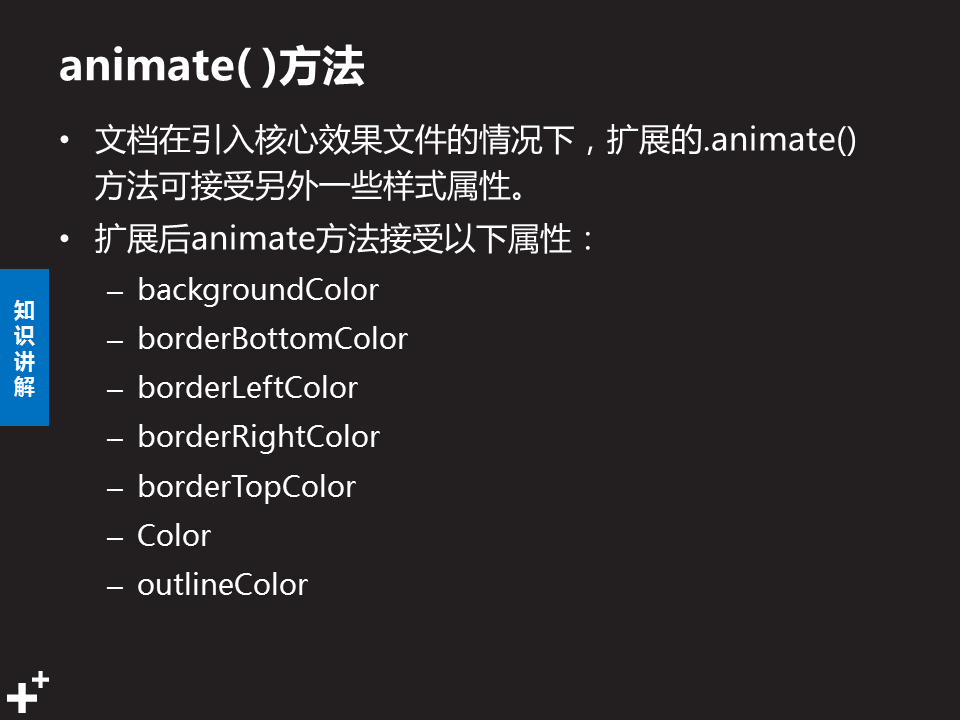 animate( )方法
• 文档在引入核心效果文件的情况下，扩展的.animate()
方法可接受另外一些样式属性。
• 扩展后animate方法接受以下属性：
– backgroundColor
– borderBottomColor
– borderLeftColor
– borderRightColor
– borderTopColor
– Color
– outlineColor
知
识
讲
解